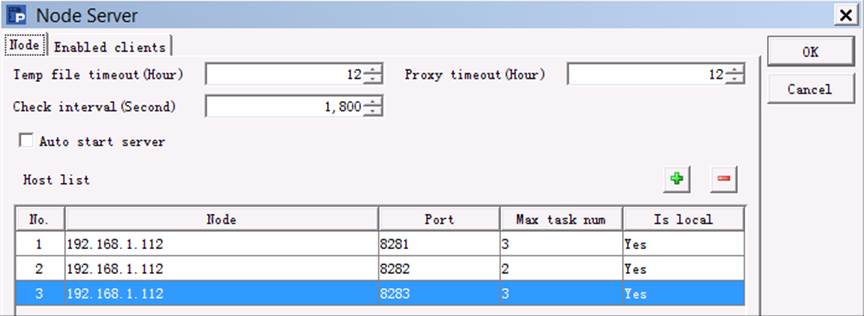 Node Server
Node Enabled clients
OK
Temp file timeout(Hour) 12 Proxy timeout(Hour) 12
Cancel
Check interval(Second) 1,800
Auto start server
Host list
No. Node Port Max task num Is local
1 192.168.1.112 8281 3 Yes
2 192.168.1.112 8282 2 Yes
3 192.168.1.112 8283 3 Yes